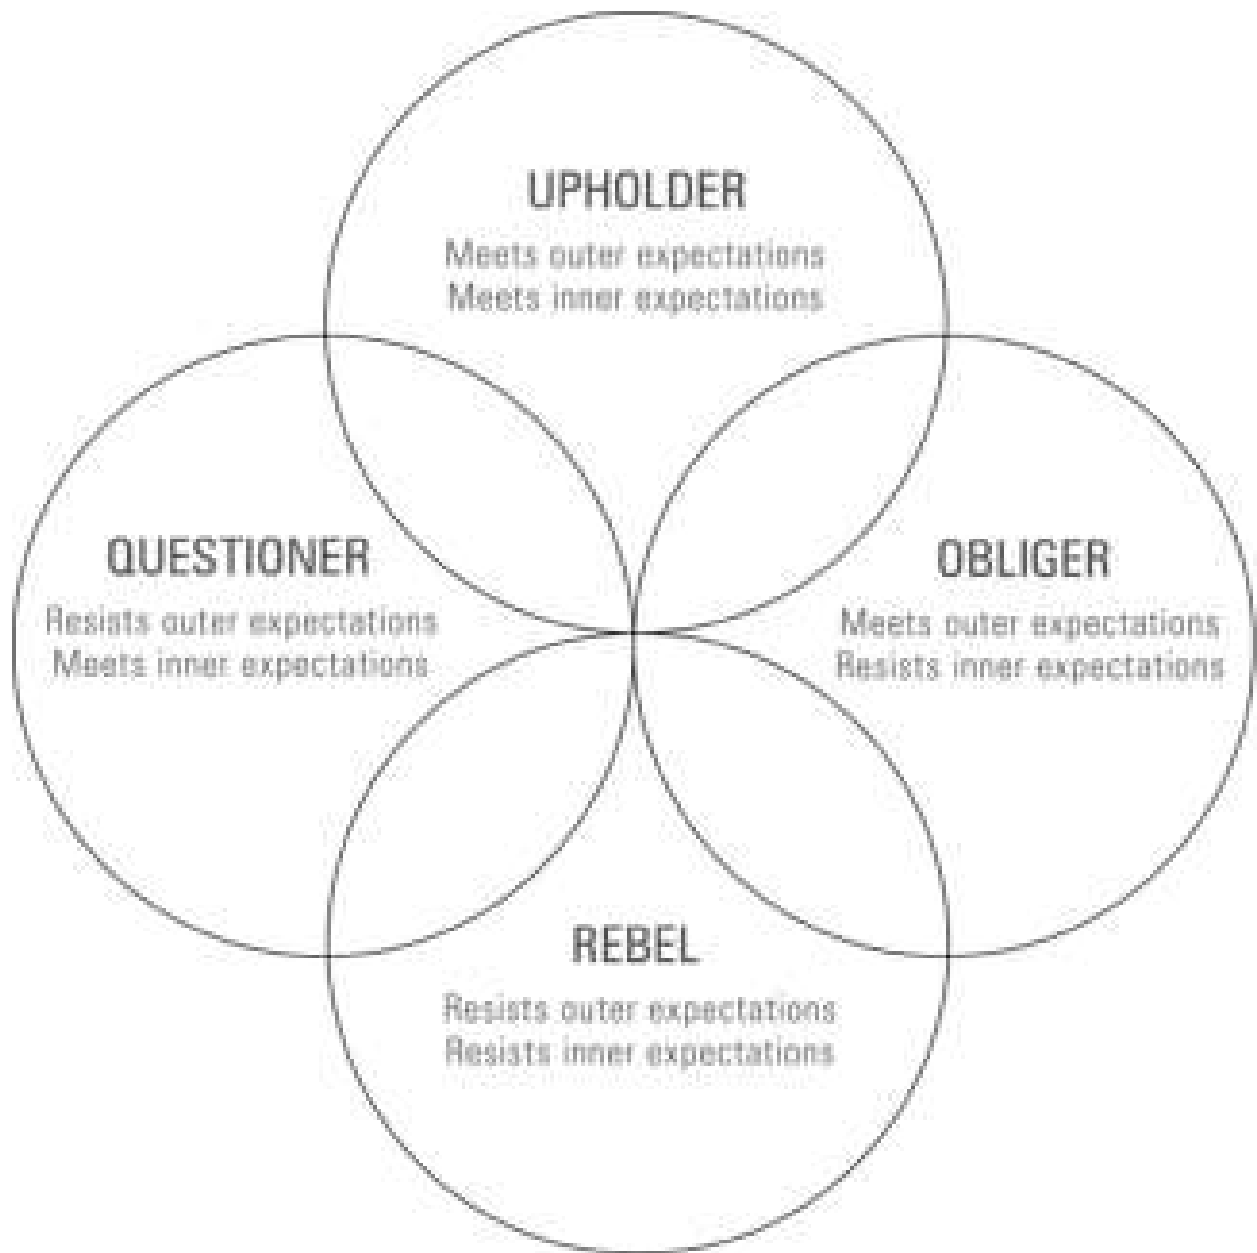 UPHOLDER
Meets outer expectations
Meets inner expectations
QUESTIONER
Resists outer expectations
Meets inner expectations
OBLIGER
Meets outer expectations
Resists inner expectations
REBEL
Resists outer expectations
Resists inner expectations